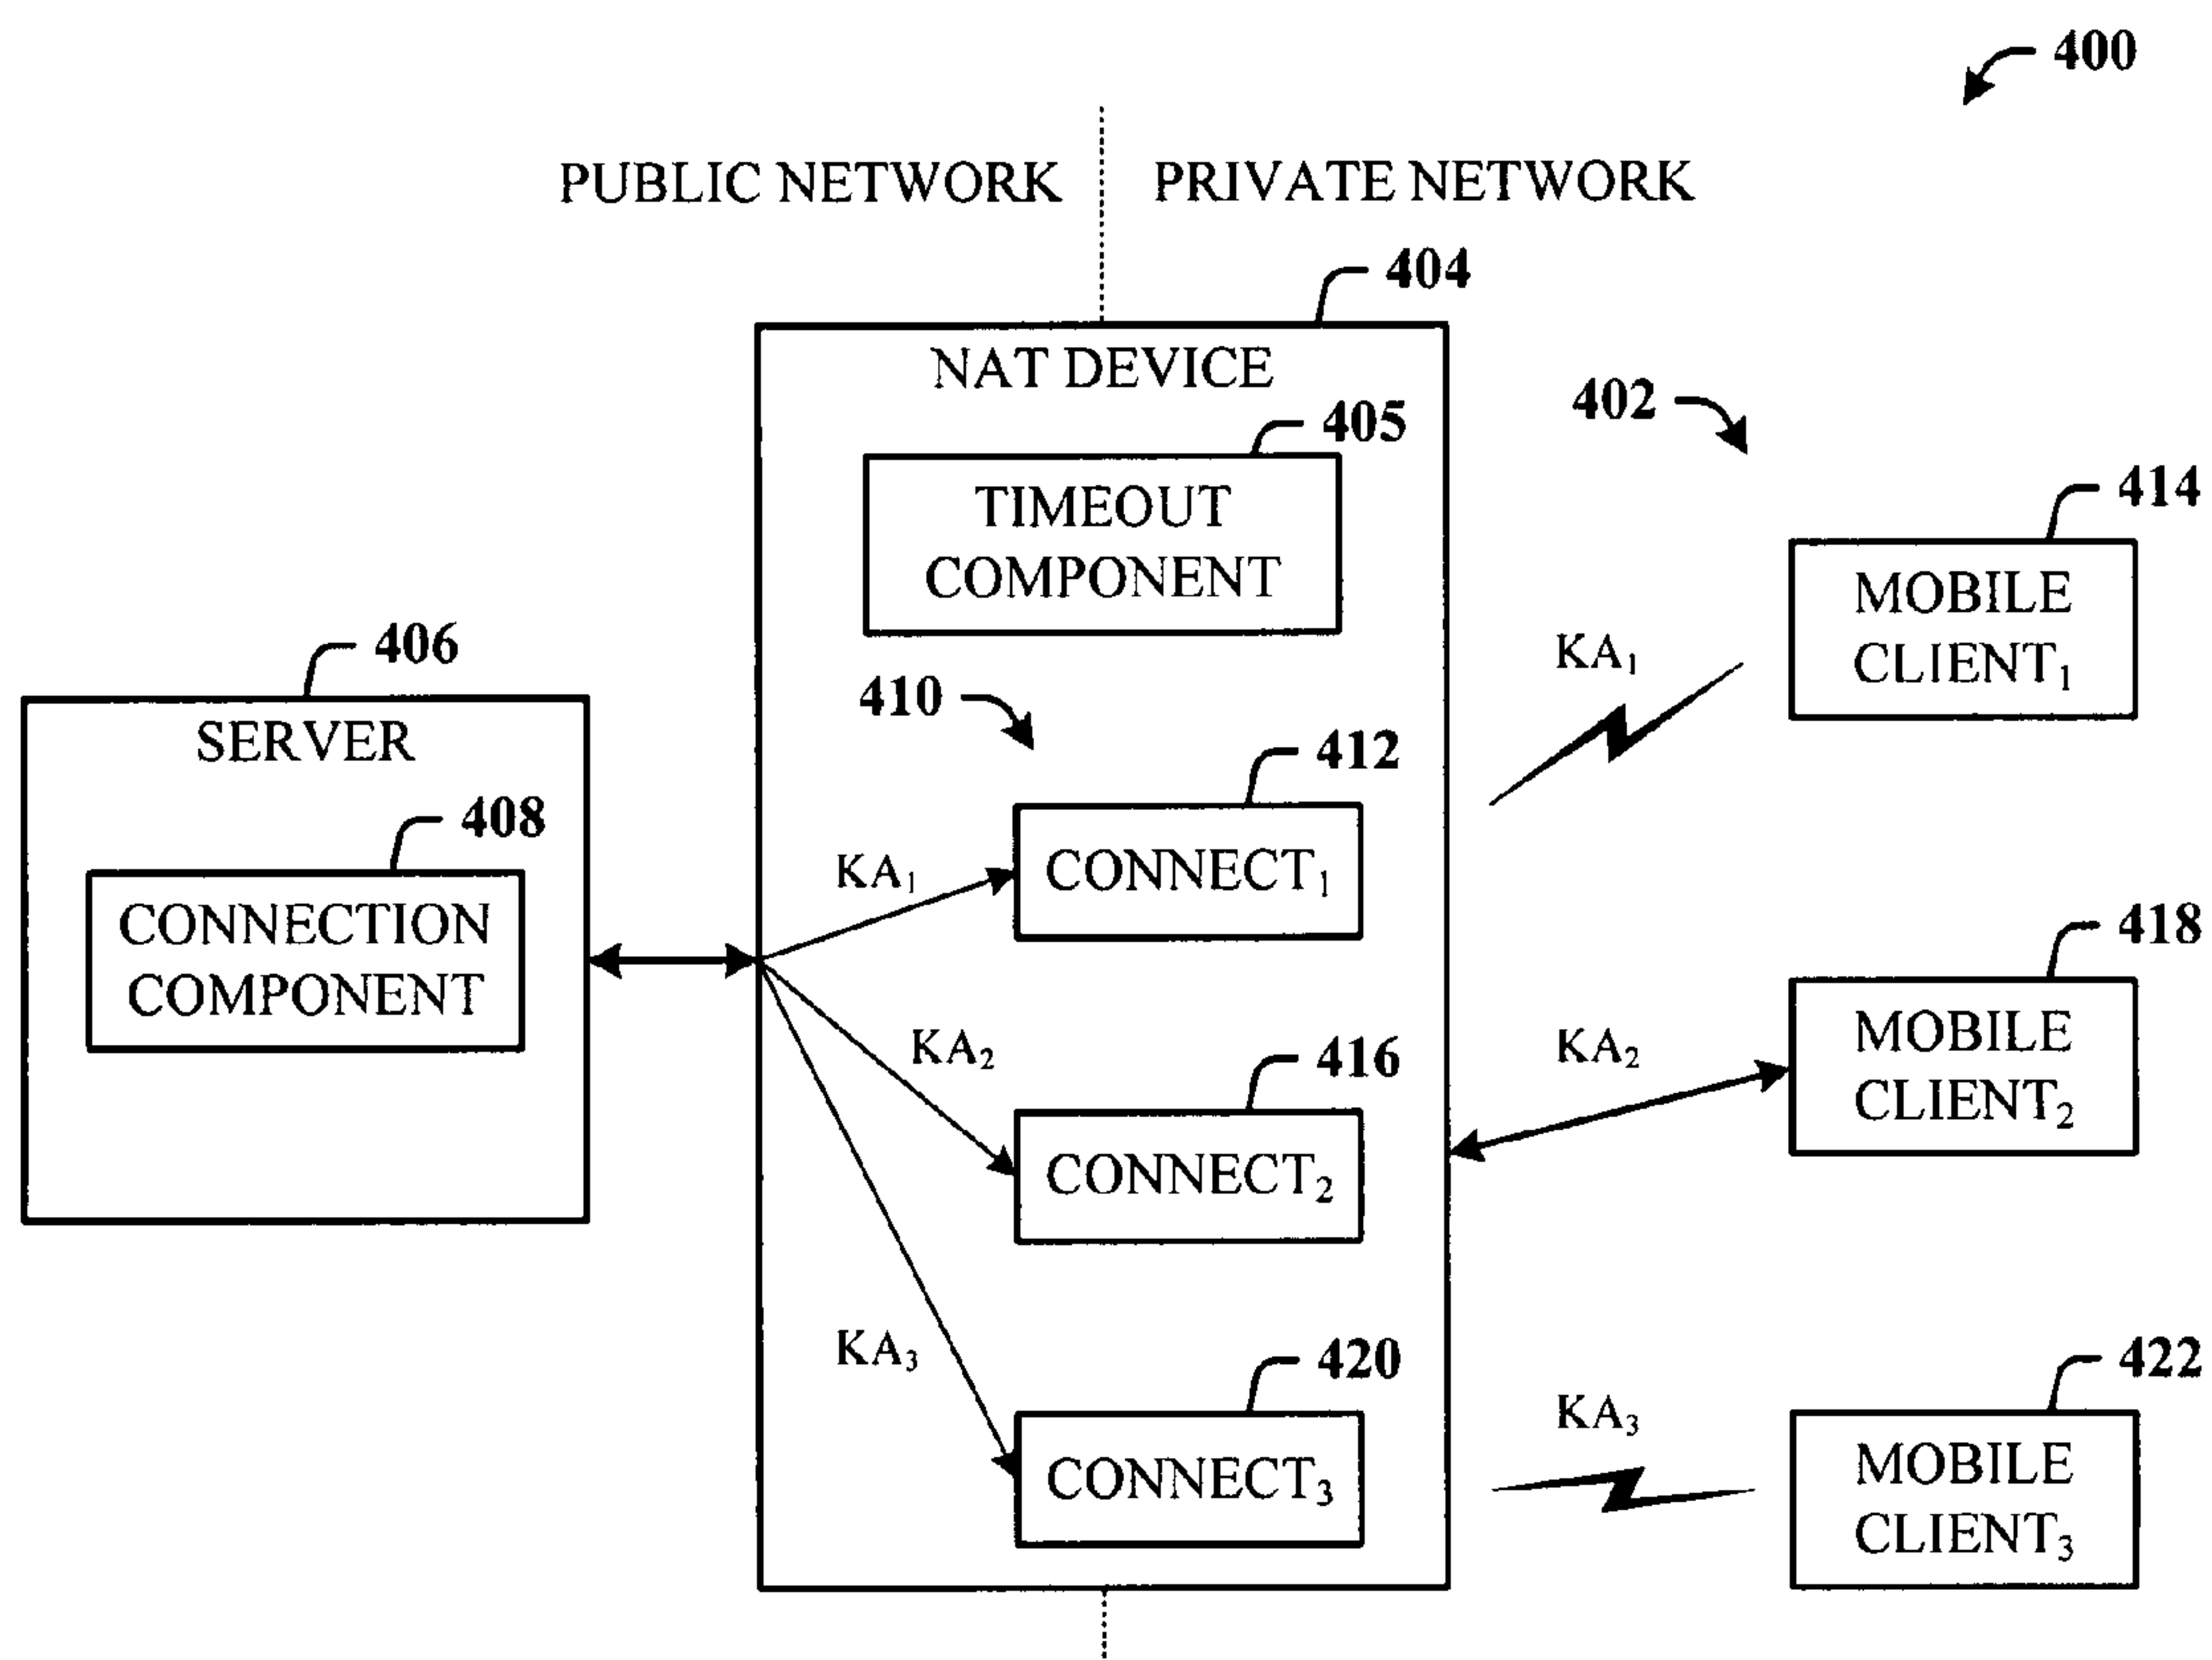 400
PUBLIC NETWORK
PRIVATE NETWORK
404
NAT DEVICE
402
405
TIMEOUT
COMPONENT
414
MOBILE
CLIENT₁
406
SERVER
KA₁
410
412
408
CONNECTION
COMPONENT
KA₁
CONNECT₁
418
MOBILE
CLIENT₂
KA₂
416
KA₂
CONNECT₂
KA₃
420
CONNECT₃
KA₃
422
MOBILE
CLIENT₃